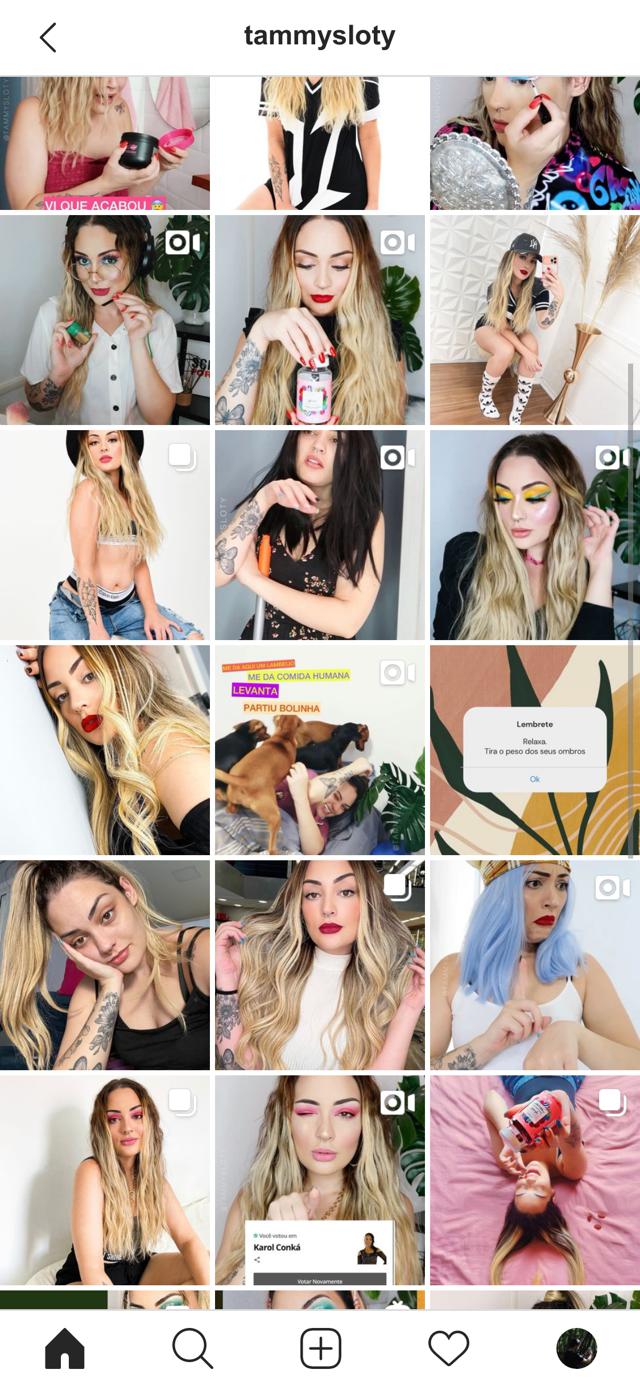 tammysloty
@TAMMYSLOTY
VI QUE ACABOU
ME DA AQUI UM LAMBEIJO
ME DA COMIDA HUMANA
LEVANTA
PARTIU BOLINHA
Lembrete
Relaxa.
Tira o peso dos seus ombros
Ok
Você votou em
Karol Conká
Votar Novamente